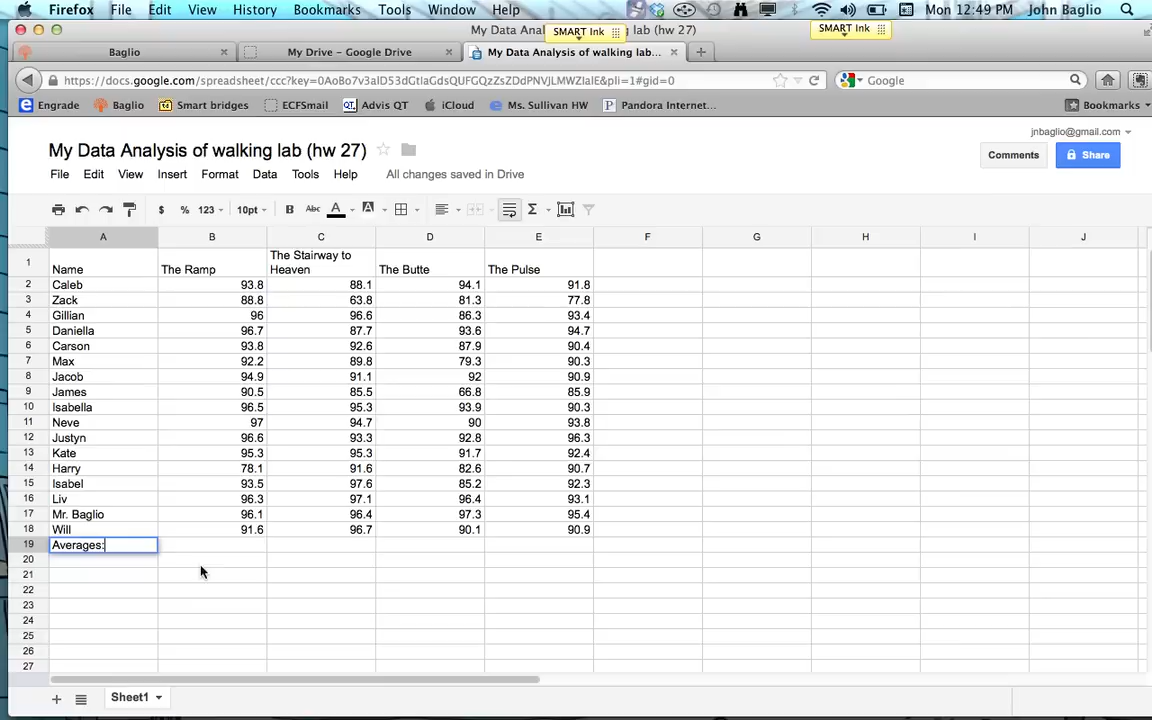 Firefox File Edit View History Bookmarks Tools Window Help Mon 12:49 PM John Baglio
My Data lab (hw 27)
SMART Ink
SMART Ink
Baglio My Drive – Google Drive My Data Analysis of walking lab...
https://docs.google.com/spreadsheet/ccc?key=0AoBo7v3aID53dGtIaGdsQUFGQzZsZDdPNVJLMWZIalE&pli=1#gid=0 Google
Engrade Baglio Smart bridges ECFSmail QT Advis QT iCloud Ms. Sullivan HW Pandora Internet... Bookmarks
jnbaglio@gmail.com
My Data Analysis of walking lab (hw 27)
Comments Share
File Edit View Insert Format Data Tools Help All changes saved in Drive
$ % 123 10pt B Abc A A Σ
A B C D E F G H I J
1 Name The Ramp The Stairway to Heaven The Butte The Pulse
2 Caleb 93.8 88.1 94.1 91.8
3 Zack 88.8 63.8 81.3 77.8
4 Gillian 96 96.6 86.3 93.4
5 Daniella 96.7 87.7 93.6 94.7
6 Carson 93.8 92.6 87.9 90.4
7 Max 92.2 89.8 79.3 90.3
8 Jacob 94.9 91.1 92 90.9
9 James 90.5 85.5 66.8 85.9
10 Isabella 96.5 95.3 93.9 90.3
11 Neve 97 94.7 90 93.8
12 Justyn 96.6 93.3 92.8 96.3
13 Kate 95.3 95.3 91.7 92.4
14 Harry 78.1 91.6 82.6 90.7
15 Isabel 93.5 97.6 85.2 92.3
16 Liv 96.3 97.1 96.4 93.1
17 Mr. Baglio 96.1 96.4 97.3 95.4
18 Will 91.6 96.7 90.1 90.9
19 Averages:
20
21
22
23
24
25
26
27
Sheet1